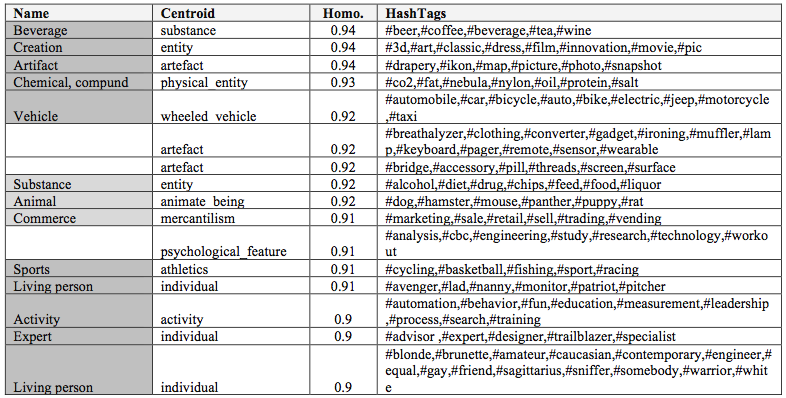 Name Centroid Homo. HashTags
Beverage substance 0.94 #beer,#coffee,#beverage,#tea,#wine
Creation entity 0.94 #3d,#art,#classic,#dress,#film,#innovation,#movie,#pic
Artifact artefact 0.94 #drapery,#ikon,#map,#picture,#photo,#snapshot
Chemical, compund physical_entity 0.93 #co2,#fat,#nebula,#nylon,#oil,#protein,#salt
#automobile,#car,#bicycle,#auto,#bike,#electric,#jeep,#motorcycle
Vehicle wheeled_vehicle 0.92 ,#taxi
#breathalyzer,#clothing,#converter,#gadget,#ironing,#muffler,#lam
artefact 0.92 p,#keyboard,#pager,#remote,#sensor,#wearable
artefact 0.92 #bridge,#accessory,#pill,#threads,#screen,#surface
Substance entity 0.92 #alcohol,#diet,#drug,#chips,#feed,#food,#liquor
Animal animate_being 0.92 #dog,#hamster,#mouse,#panther,#puppy,#rat
Commerce mercantilism 0.91 #marketing,#sale,#retail,#sell,#trading,#vending
#analysis,#cbc,#engineering,#study,#research,#technology,#worko
psychological_feature 0.91 ut
Sports athletics 0.91 #cycling,#basketball,#fishing,#sport,#racing
Living person individual 0.91 #avenger,#lad,#nanny,#monitor,#patriot,#pitcher
#automation,#behavior,#fun,#education,#measurement,#leadership
Activity activity 0.9 ,#process,#search,#training
Expert individual 0.9 #advisor ,#expert,#designer,#trailblazer,#specialist
#blonde,#brunette,#amateur,#caucasian,#contemporary,#engineer,#
equal,#gay,#friend,#sagittarius,#sniffer,#somebody,#warrior,#whit
Living person individual 0.9 e